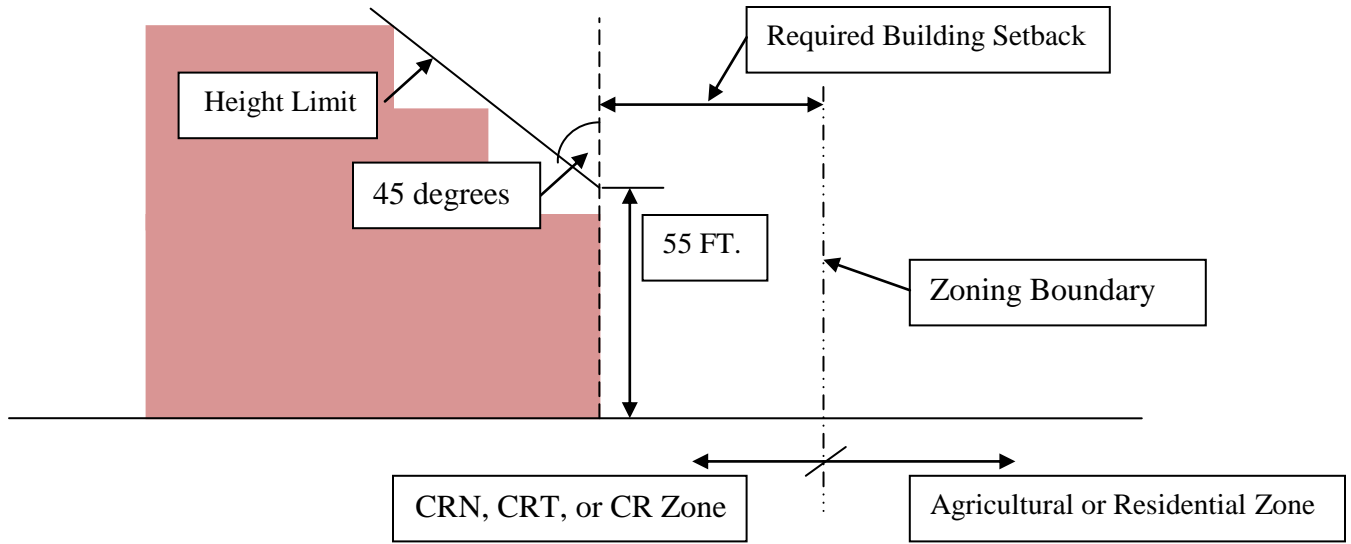 Required Building Setback
Height Limit
45 degrees
55 FT.
Zoning Boundary
CRN, CRT, or CR Zone
Agricultural or Residential Zone